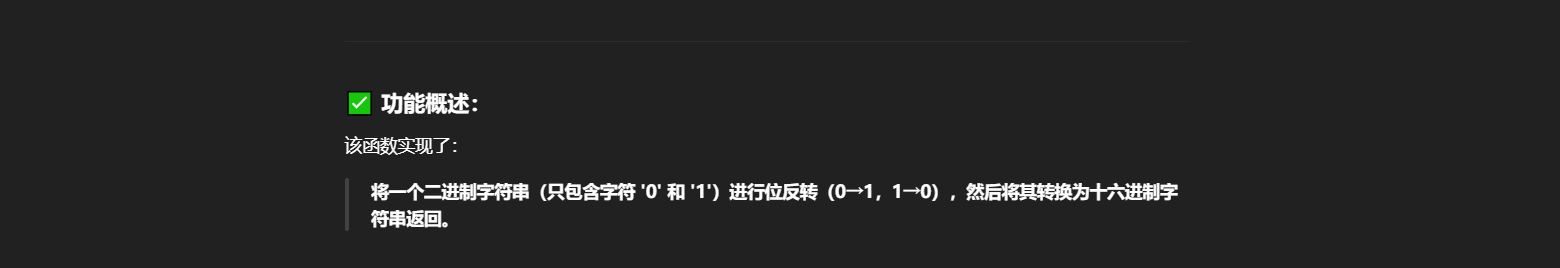 ✅ 功能概述：
该函数实现了：
将一个二进制字符串（只包含字符 '0' 和 '1'）进行位反转（0→1，1→0），然后将其转换为十六进制字
符串返回。